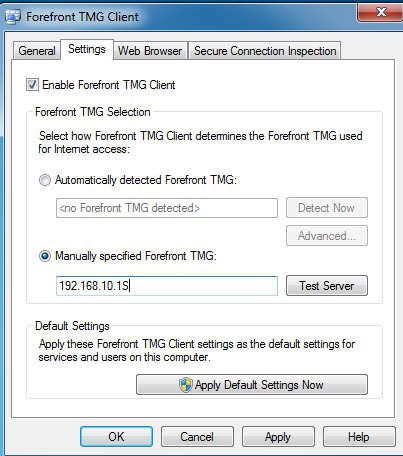 Forefront TMG Client
General
Settings
Web Browser
Secure Connection Inspection
Enable Forefront TMG Client
Forefront TMG Selection
Select how Forefront TMG Client determines the Forefront TMG used
for Internet access:
Automatically detected Forefront TMG:
<no Forefront TMG detected>
Detect Now
Advanced...
Manually specified Forefront TMG:
192.168.10.1S
Test Server
Default Settings
Apply these Forefront TMG Client settings as the default settings for
services and users on this computer.
Apply Default Settings Now
OK
Cancel
Apply
Help